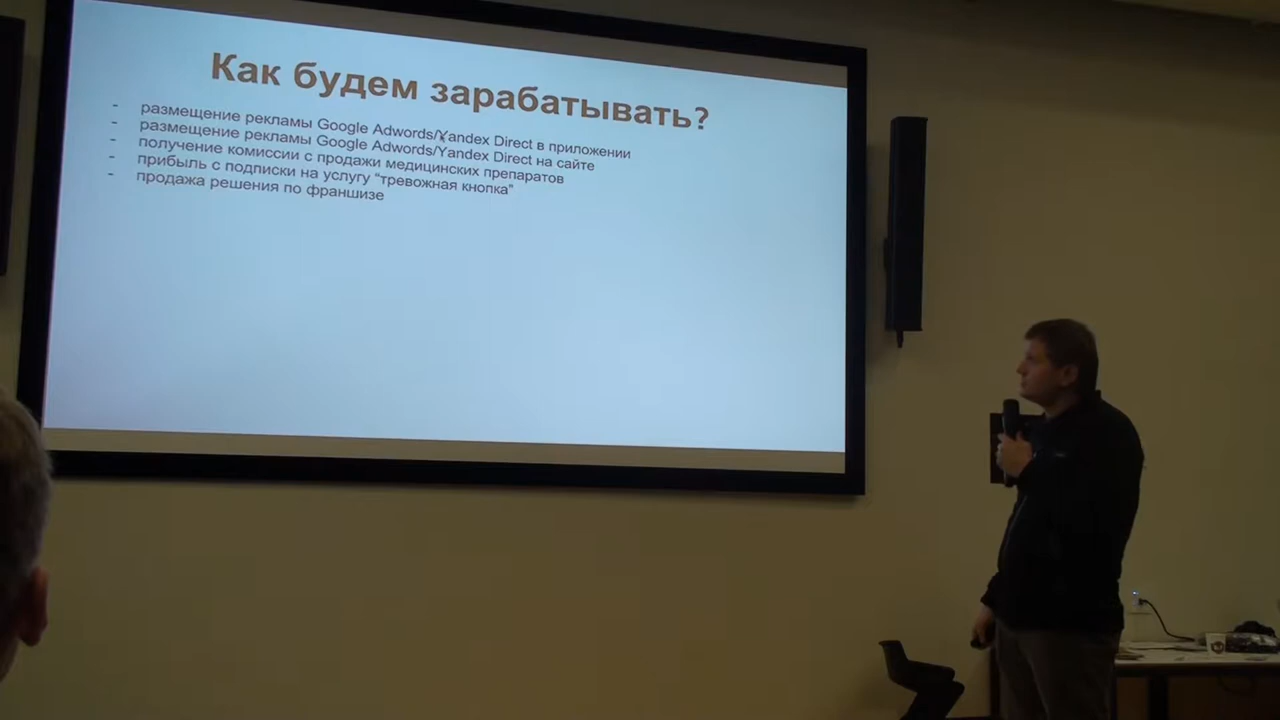 Как будем зарабатывать?
- размещение рекламы Google Adwords/Yandex Direct в приложении
- размещение рекламы Google Adwords/Yandex Direct на сайте
- получение комиссии с продажи медицинских препаратов
- прибыль с подписки на услугу "тревожная кнопка"
- продажа решения по франшизе